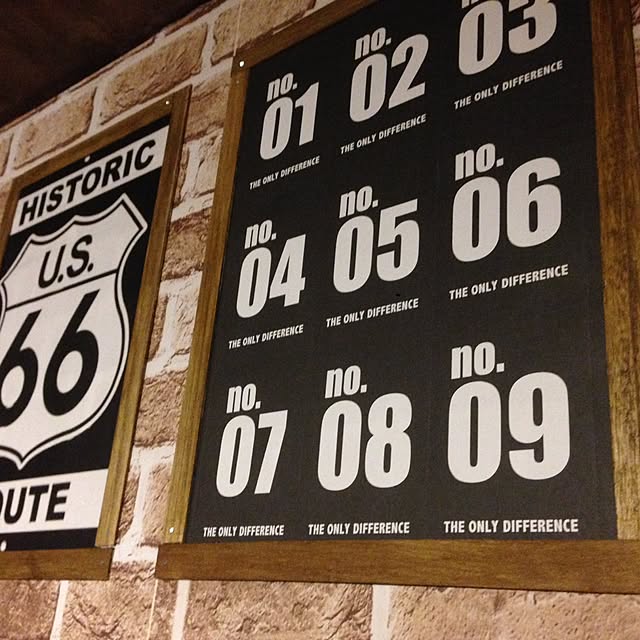 HISTORIC
U.S.
66
OUTE
no. no. no.
01 02 03
THE ONLY DIFFERENCE THE ONLY DIFFERENCE THE ONLY DIFFERENCE
no. no. no.
04 05 06
THE ONLY DIFFERENCE THE ONLY DIFFERENCE THE ONLY DIFFERENCE
no. no. no.
07 08 09
THE ONLY DIFFERENCE THE ONLY DIFFERENCE THE ONLY DIFFERENCE